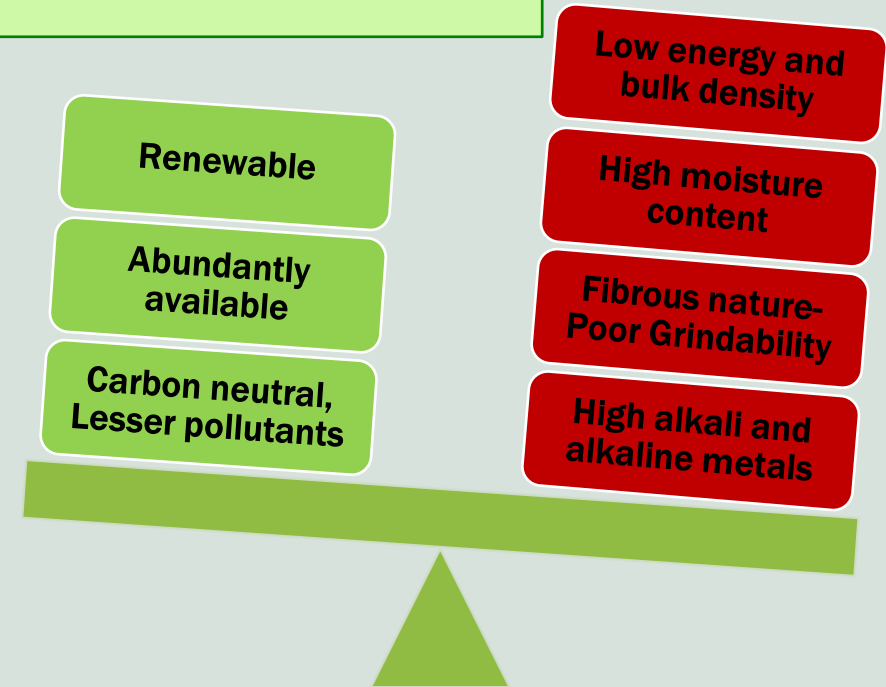 Renewable
Abundantly
available
Carbon neutral,
Lesser pollutants
Low energy and
bulk density
High moisture
content
Fibrous nature-
Poor Grindability
High alkali and
alkaline metals